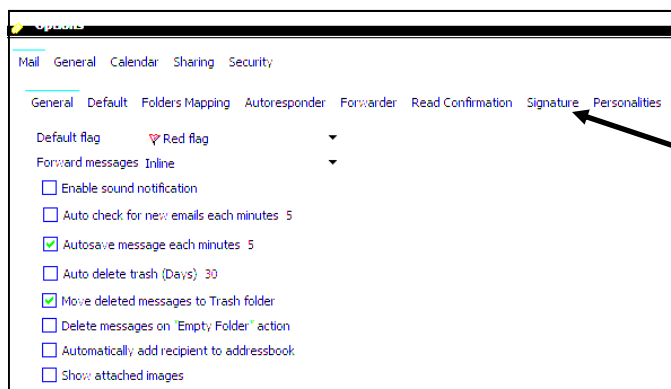 Options
Mail General Calendar Sharing Security
General Default Folders Mapping Autoresponder Forwarder Read Confirmation Signature Personalities
Default flag Red flag
Forward messages Inline
Enable sound notification
Auto check for new emails each minutes 5
Autosave message each minutes 5
Auto delete trash (Days) 30
Move deleted messages to Trash folder
Delete messages on "Empty Folder" action
Automatically add recipient to addressbook
Show attached images